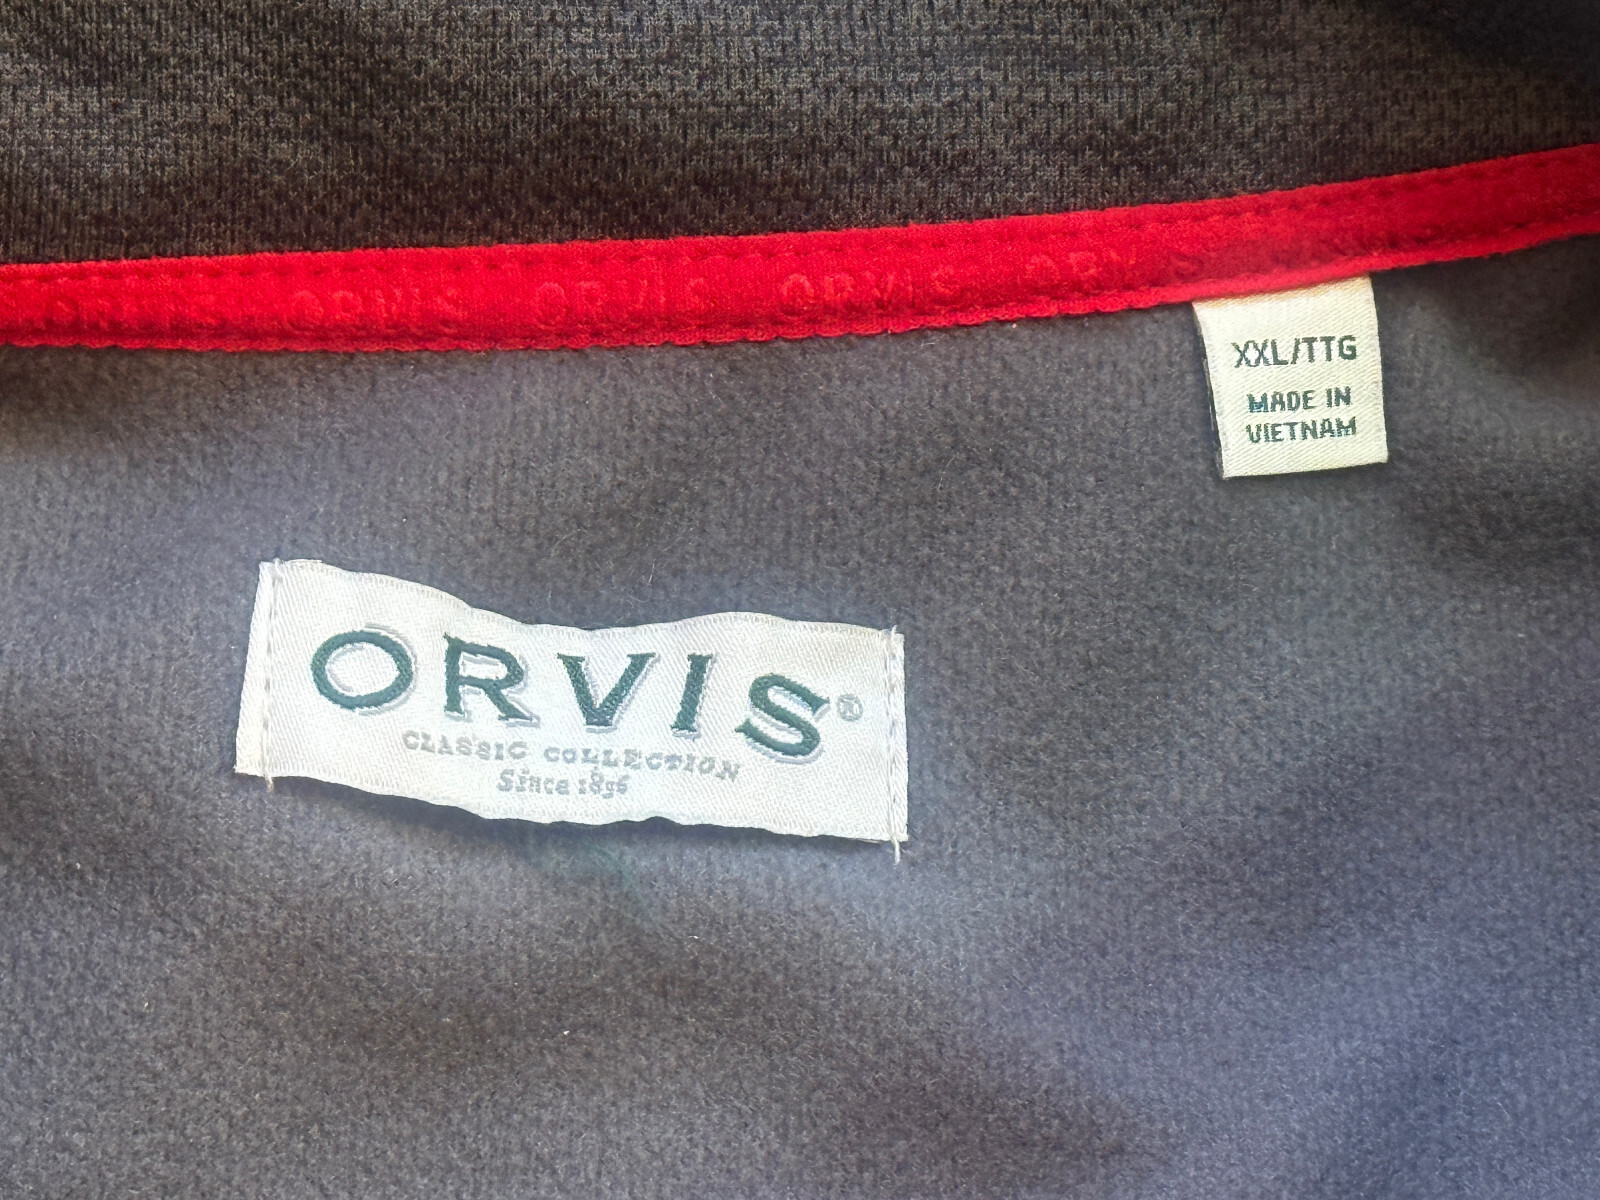 ORVIS ORVIS ORVIS ORVIS
XXL/TTG
MADE IN
VIETNAM
ORVIS®
CLASSIC COLLECTION
Since 1856